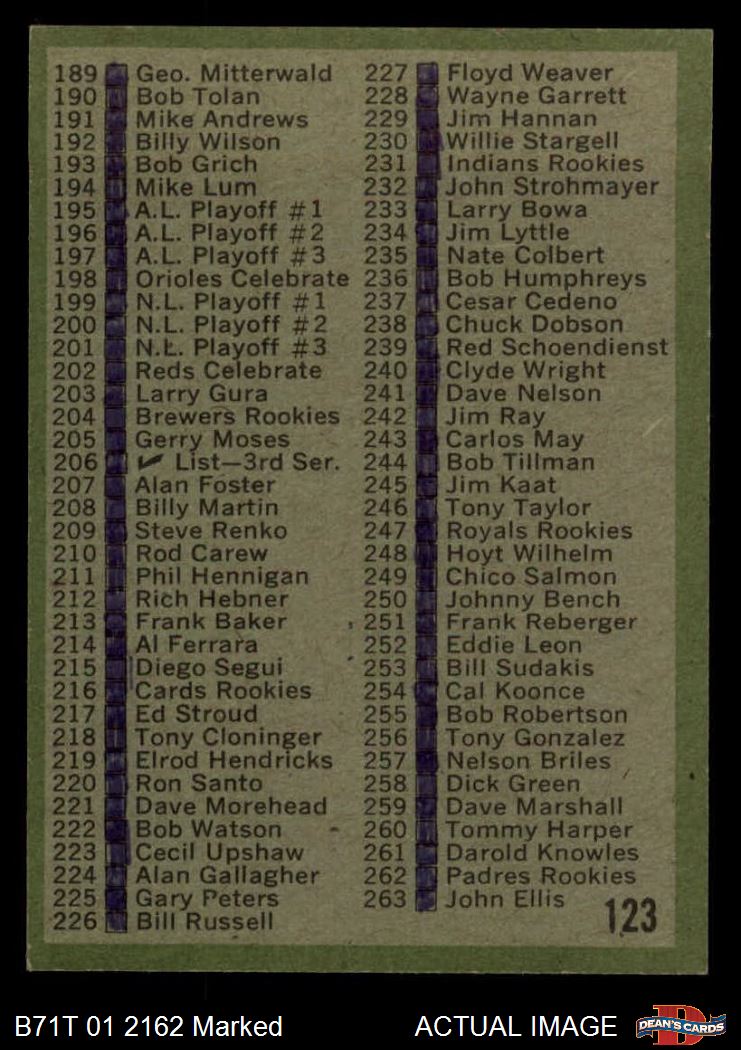 189 Geo. Mitterwald
190 Bob Tolan
191 Mike Andrews
192 Billy Wilson
193 Bob Grich
194 Mike Lum
195 A.L. Playoff #1
196 A.L. Playoff #2
197 A.L. Playoff #3
198 Orioles Celebrate
199 N.L. Playoff #1
200 N.L. Playoff #2
201 N.L. Playoff #3
202 Reds Celebrate
203 Larry Gura
204 Brewers Rookies
205 Gerry Moses
206 ✔ List—3rd Ser.
207 Alan Foster
208 Billy Martin
209 Steve Renko
210 Rod Carew
211 Phil Hennigan
212 Rich Hebner
213 Frank Baker
214 Al Ferrara
215 Diego Segui
216 Cards Rookies
217 Ed Stroud
218 Tony Cloninger
219 Elrod Hendricks
220 Ron Santo
221 Dave Morehead
222 Bob Watson
223 Cecil Upshaw
224 Alan Gallagher
225 Gary Peters
226 Bill Russell
227 Floyd Weaver
228 Wayne Garrett
229 Jim Hannan
230 Willie Stargell
231 Indians Rookies
232 John Strohmayer
233 Larry Bowa
234 Jim Lyttle
235 Nate Colbert
236 Bob Humphreys
237 Cesar Cedeno
238 Chuck Dobson
239 Red Schoendienst
240 Clyde Wright
241 Dave Nelson
242 Jim Ray
243 Carlos May
244 Bob Tillman
245 Jim Kaat
246 Tony Taylor
247 Royals Rookies
248 Hoyt Wilhelm
249 Chico Salmon
250 Johnny Bench
251 Frank Reberger
252 Eddie Leon
253 Bill Sudakis
254 Cal Koonce
255 Bob Robertson
256 Tony Gonzalez
257 Nelson Briles
258 Dick Green
259 Dave Marshall
260 Tommy Harper
261 Darold Knowles
262 Padres Rookies
263 John Ellis
123
B71T 01 2162 Marked
ACTUAL IMAGE
D
DEAN'S CARDS